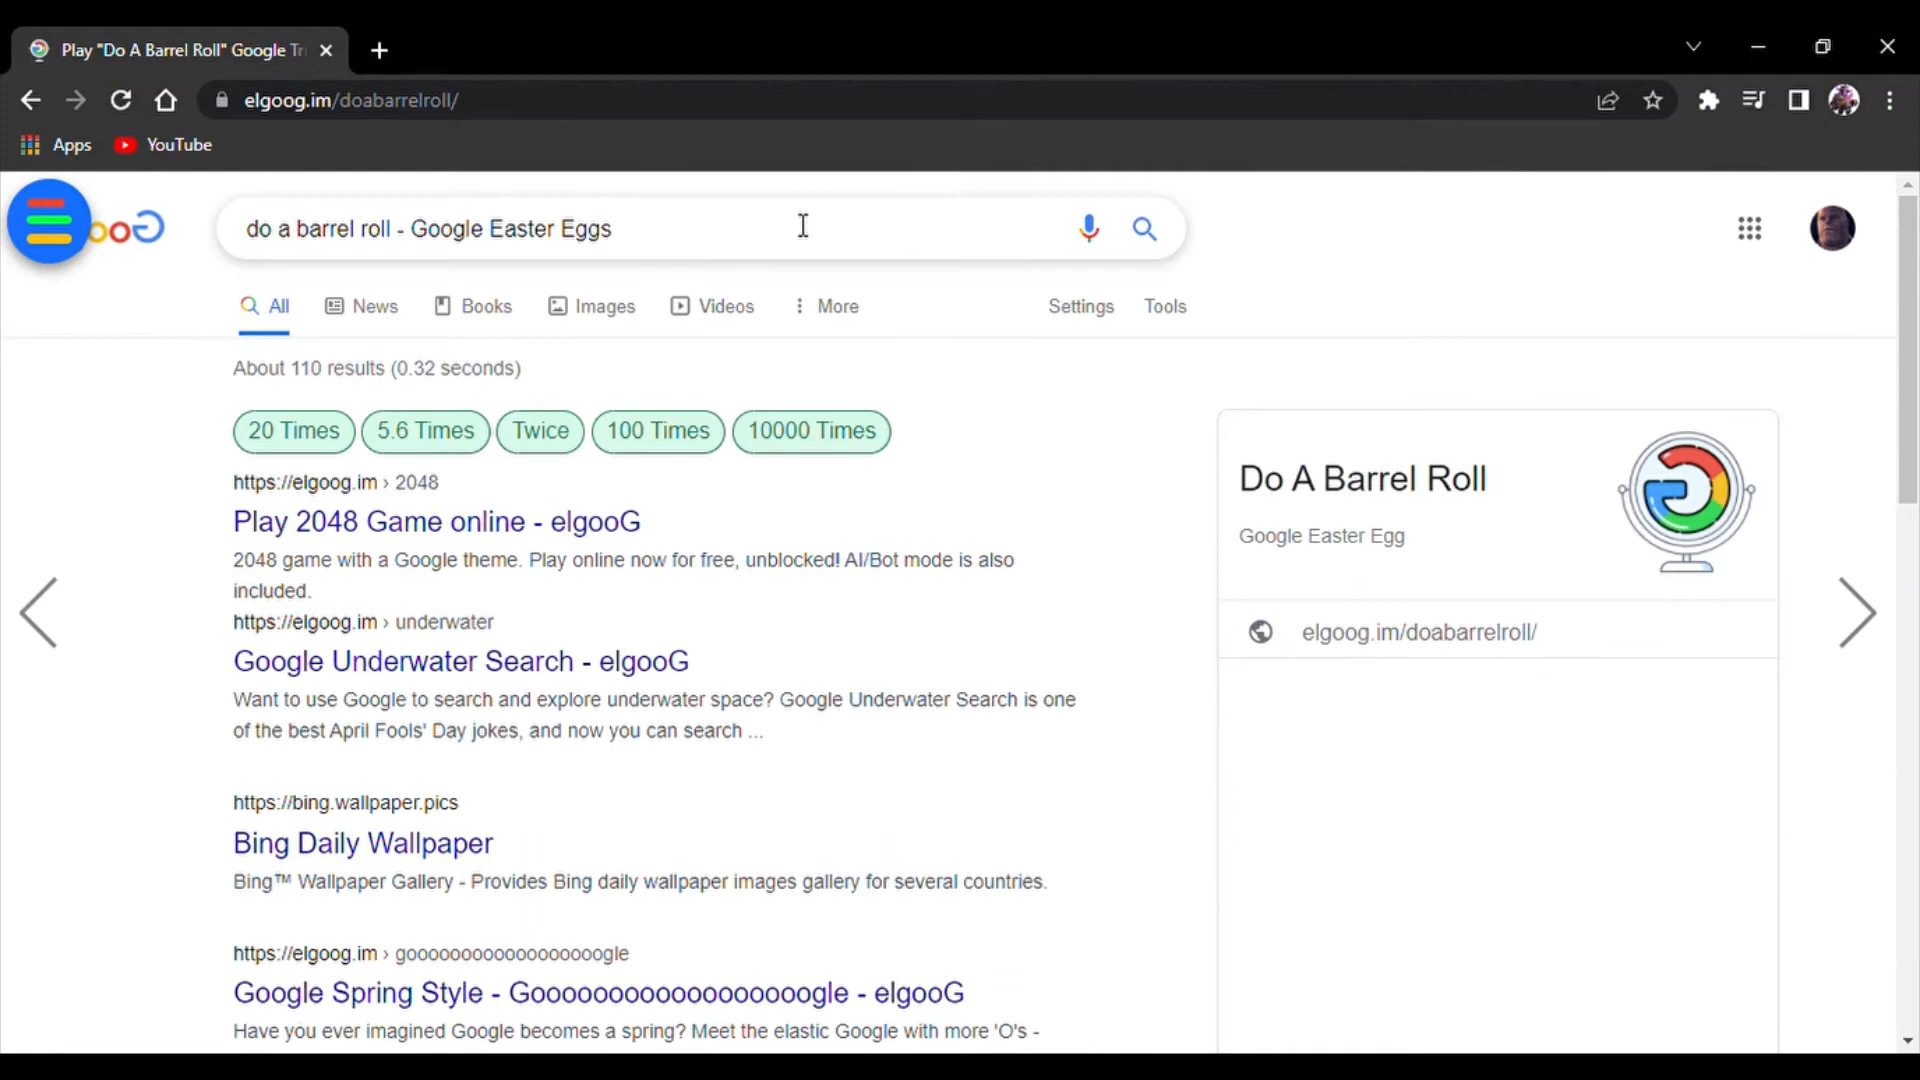 Play "Do A Barrel Roll" Google Tri
elgoog.im/doabarrelroll/
Apps
YouTube
ooG
do a barrel roll - Google Easter Eggs
All
News
Books
Images
Videos
More
Settings
Tools
About 110 results (0.32 seconds)
20 Times
5.6 Times
Twice
100 Times
10000 Times
https://elgoog.im › 2048
Play 2048 Game online - elgooG
2048 game with a Google theme. Play online now for free, unblocked! AI/Bot mode is also
included.
https://elgoog.im › underwater
Google Underwater Search - elgooG
Want to use Google to search and explore underwater space? Google Underwater Search is one
of the best April Fools' Day jokes, and now you can search ...
https://bing.wallpaper.pics
Bing Daily Wallpaper
Bing™ Wallpaper Gallery - Provides Bing daily wallpaper images gallery for several countries.
https://elgoog.im › goooooooooooooooooogle
Google Spring Style - Goooooooooooooooooogle - elgooG
Have you ever imagined Google becomes a spring? Meet the elastic Google with more 'O's -
Do A Barrel Roll
Google Easter Egg
elgoog.im/doabarrelroll/